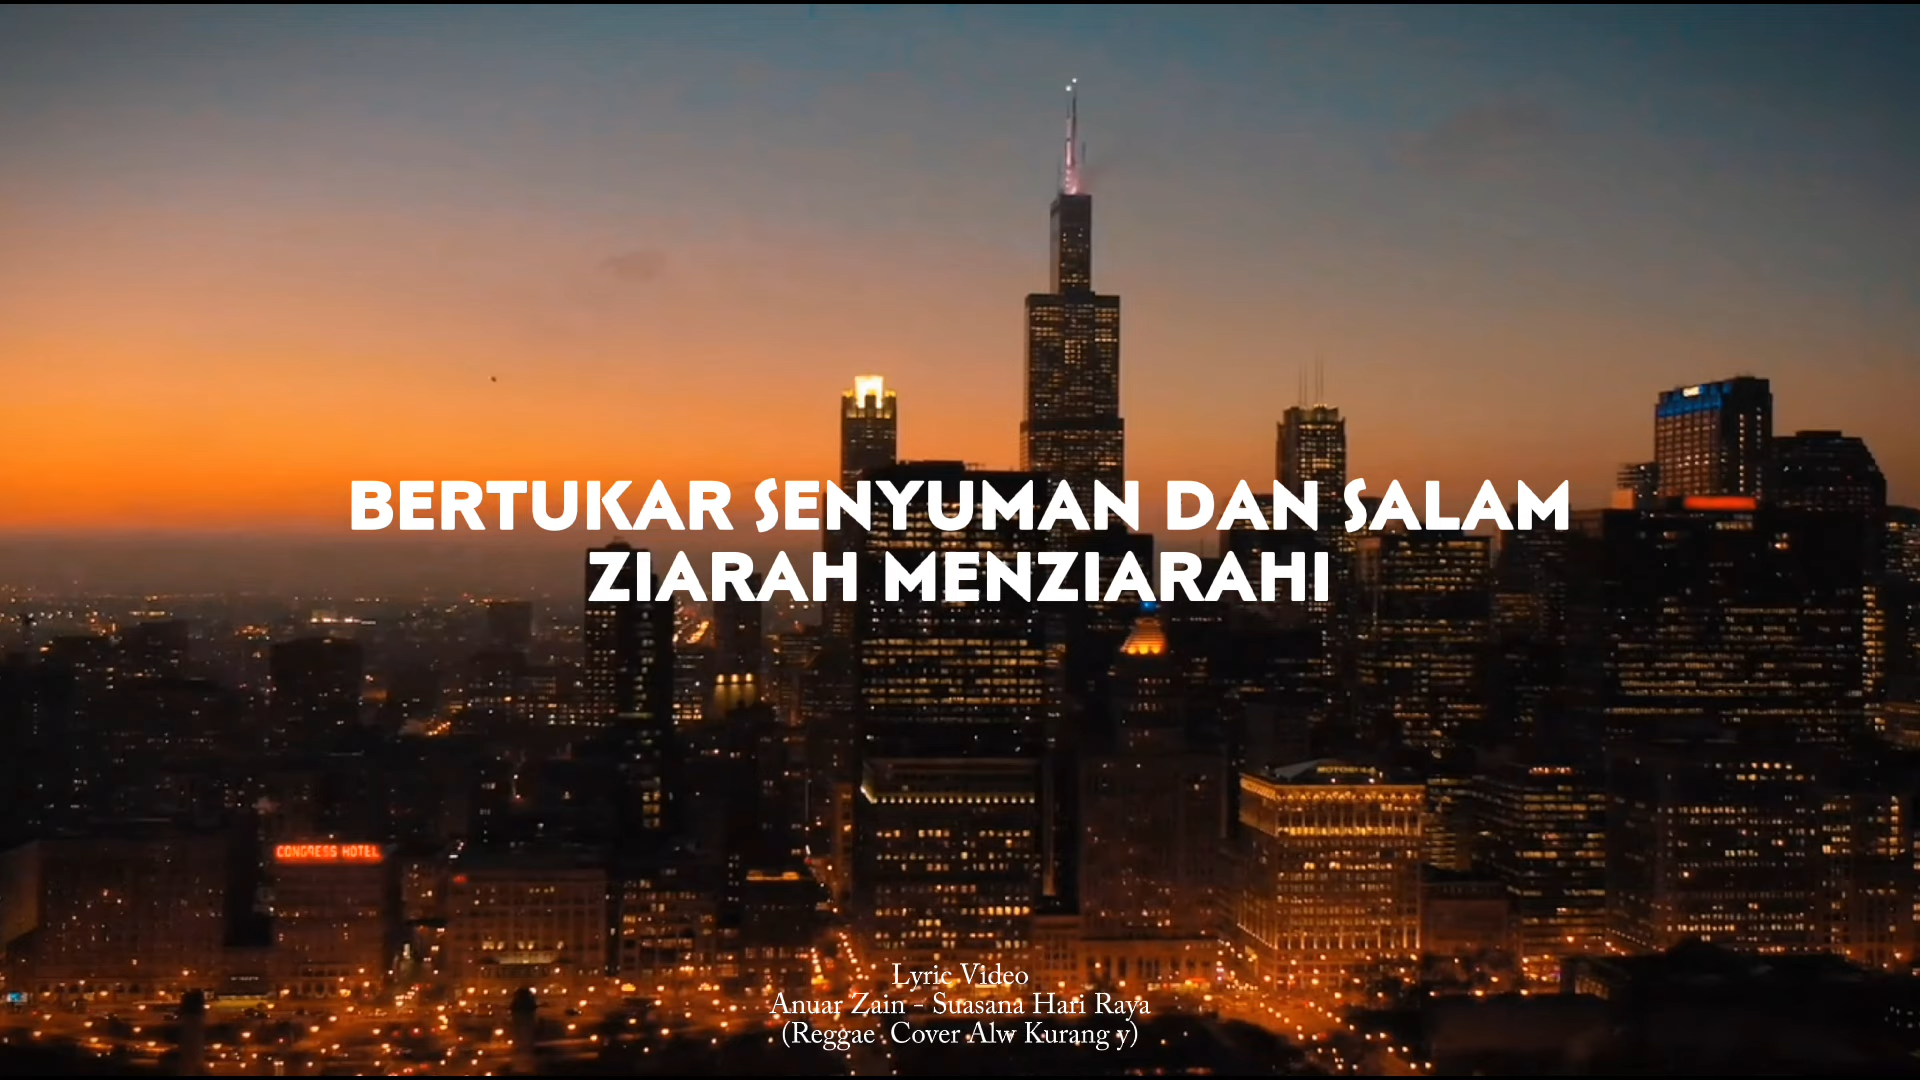 BERTUKAR SENYUMAN DAN SALAM
ZIARAH MENZIARAHI
CONGRESS HOTEL
Lyric Video
Anuar Zain - Suasana Hari Raya
(Reggae Cover Alw Kurang y)